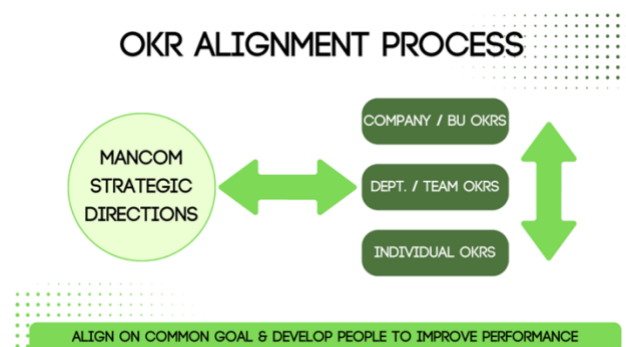 OKR ALIGNMENT PROCESS
MANCOM
STRATEGIC
DIRECTIONS
COMPANY / BU OKRS
DEPT. / TEAM OKRS
INDIVIDUAL OKRS
ALIGN ON COMMON GOAL & DEVELOP PEOPLE TO IMPROVE PERFORMANCE